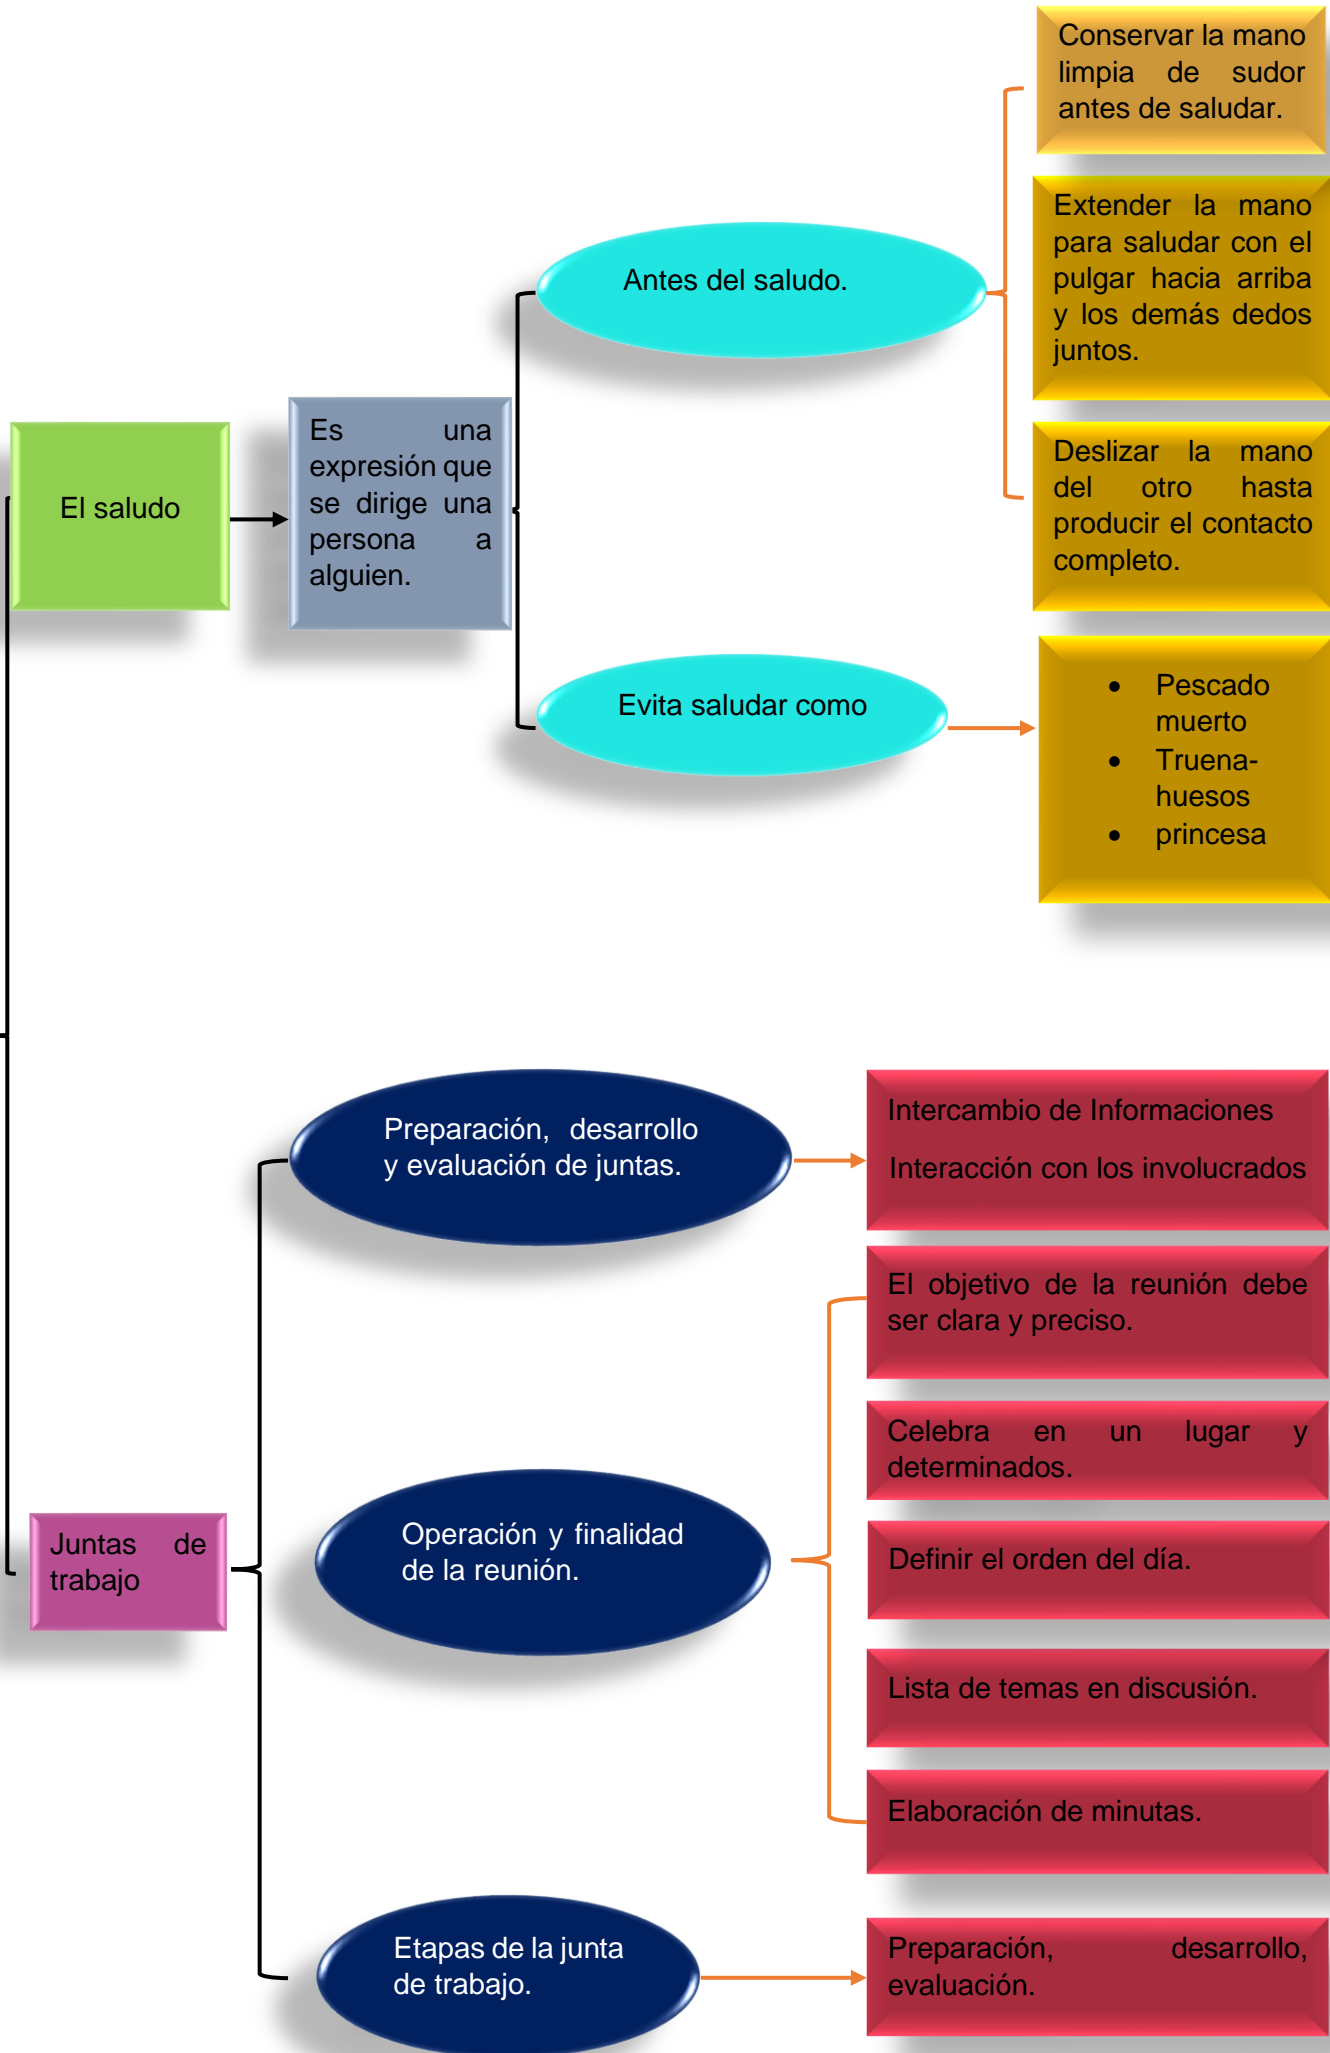 El saludo
Es una
expresión que
se dirige una
persona a
alguien.
Antes del saludo.
Conservar la mano
limpia de sudor
antes de saludar.
Extender la mano
para saludar con el
pulgar hacia arriba
y los demás dedos
juntos.
Deslizar la mano
del otro hasta
producir el contacto
completo.
Evita saludar como
• Pescado
muerto
• Truena-
huesos
• princesa
Juntas de
trabajo
Preparación, desarrollo
y evaluación de juntas.
Intercambio de Informaciones
Interacción con los involucrados
Operación y finalidad
de la reunión.
El objetivo de la reunión debe
ser clara y preciso.
Celebra en un lugar y
determinados.
Definir el orden del día.
Lista de temas en discusión.
Elaboración de minutas.
Etapas de la junta
de trabajo.
Preparación, desarrollo,
evaluación.